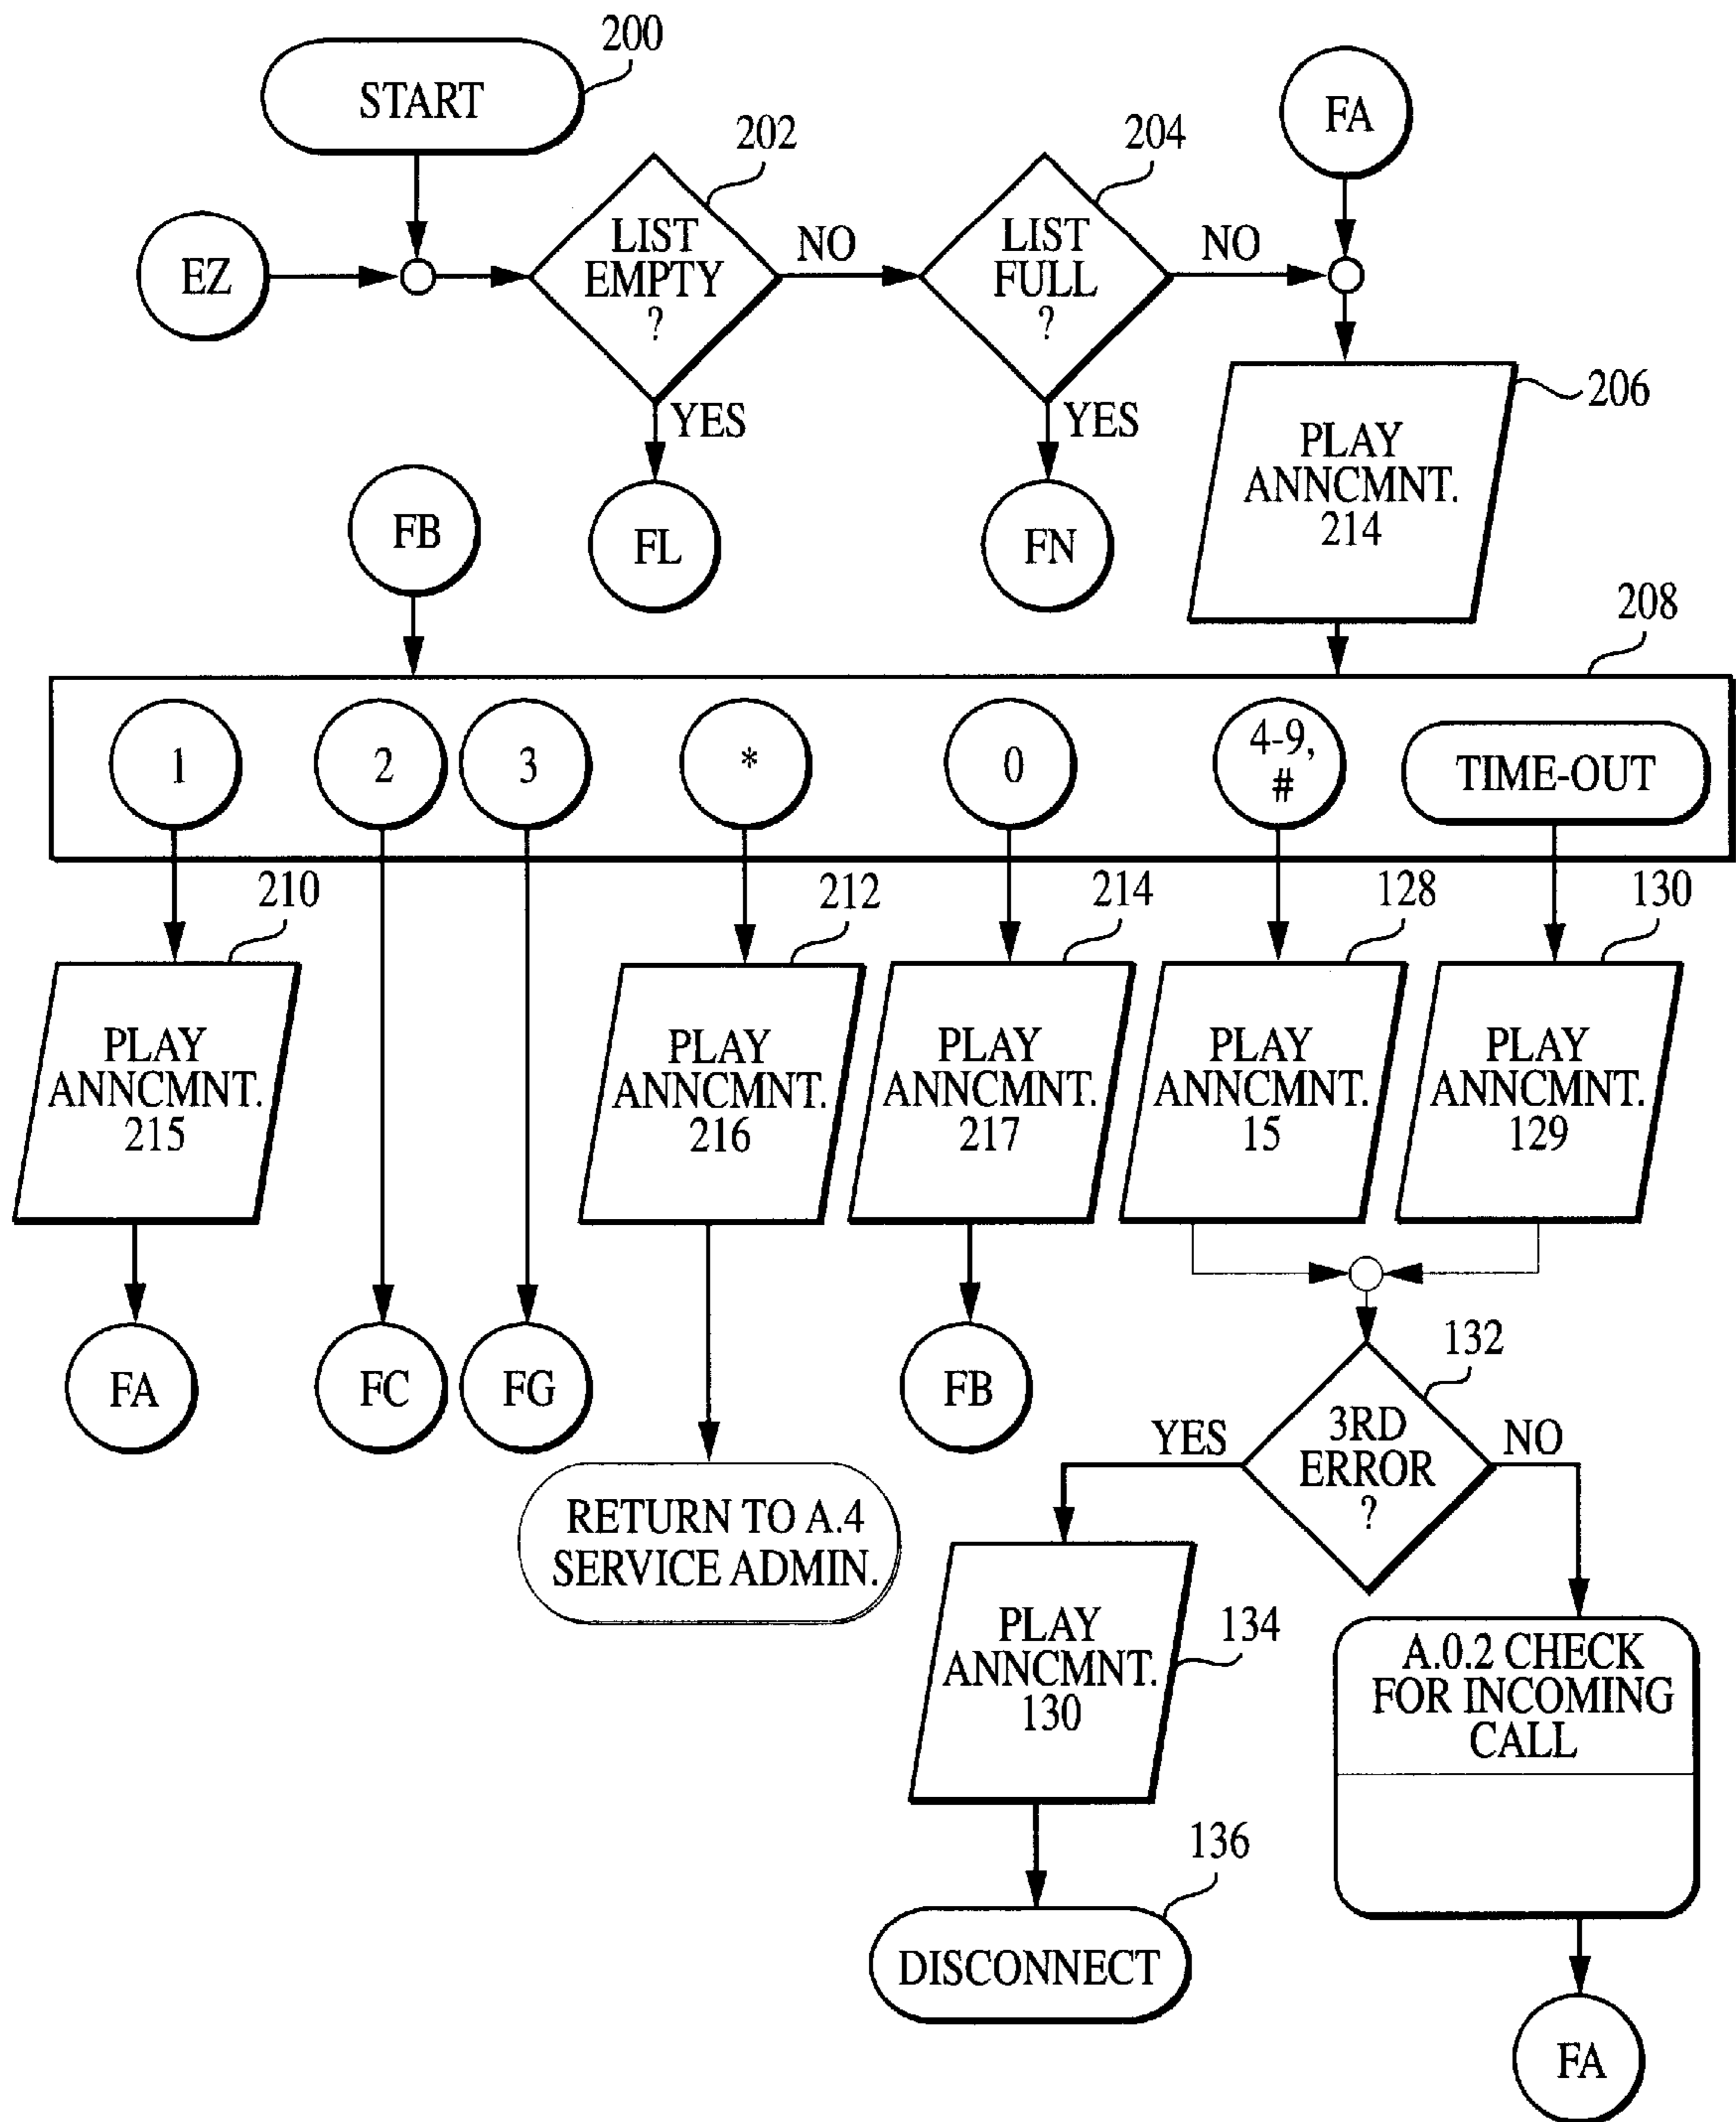 200
START
202
204
FA
EZ
LIST
EMPTY
?
NO
LIST
FULL
?
NO
YES
YES
206
PLAY
ANNCMNT.
214
FB
FL
FN
208
1
2
3
*
0
4-9,
#
TIME-OUT
210
212
214
128
130
PLAY
ANNCMNT.
215
PLAY
ANNCMNT.
216
PLAY
ANNCMNT.
217
PLAY
ANNCMNT.
15
PLAY
ANNCMNT.
129
FA
FC
FG
FB
132
YES
3RD
ERROR
?
NO
RETURN TO A.4
SERVICE ADMIN.
PLAY
ANNCMNT.
130
134
A.0.2 CHECK
FOR INCOMING
CALL
136
DISCONNECT
FA